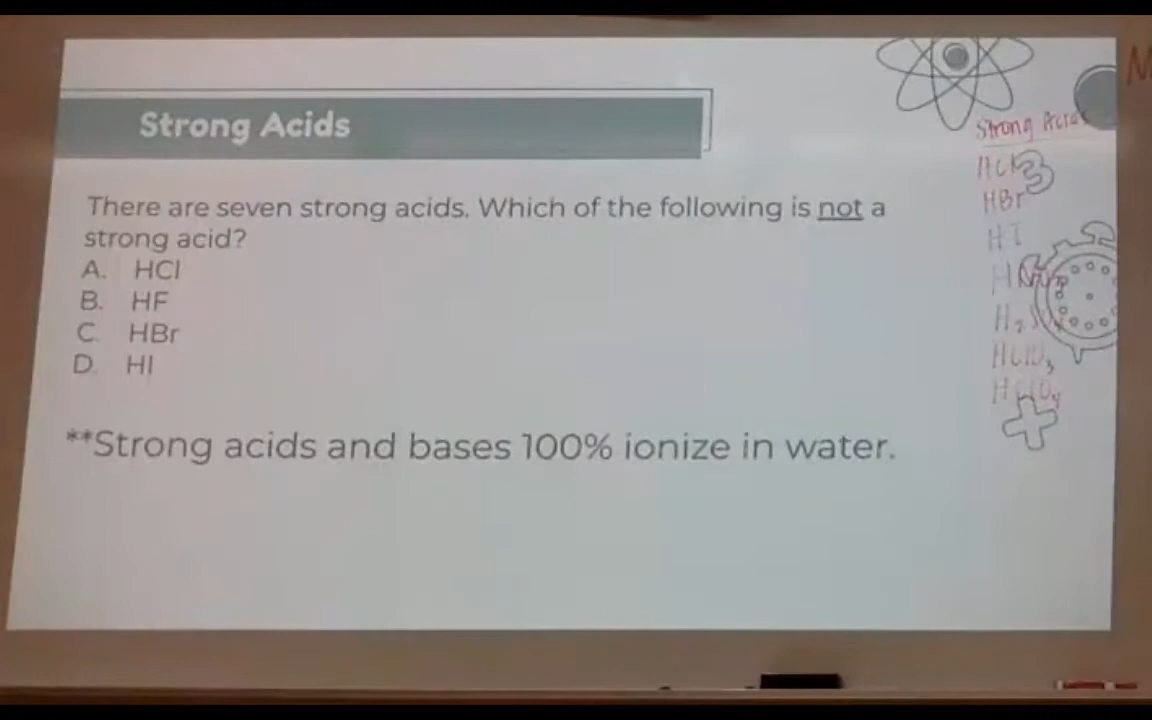 Strong Acids
There are seven strong acids. Which of the following is not a
strong acid?
A. HCl
B. HF
C. HBr
D. HI
**Strong acids and bases 100% ionize in water.
Strong Acids
HCl
HBr
HI
HClO3
HClO4